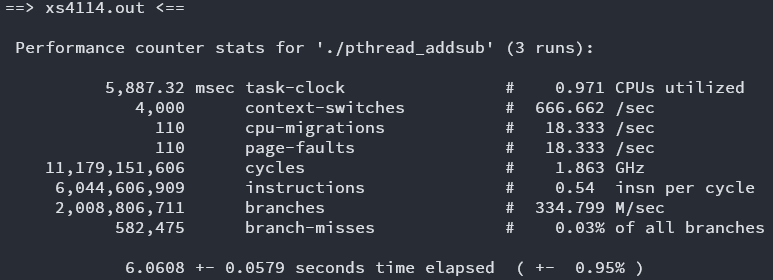 ==> xs4114.out <==
Performance counter stats for './pthread_addsub' (3 runs):
5,887.32 msec task-clock # 0.971 CPUs utilized
4,000 context-switches # 666.662 /sec
110 cpu-migrations # 18.333 /sec
110 page-faults # 18.333 /sec
11,179,151,606 cycles # 1.863 GHz
6,044,606,909 instructions # 0.54 insn per cycle
2,008,806,711 branches # 334.799 M/sec
582,475 branch-misses # 0.03% of all branches
6.0608 +- 0.0579 seconds time elapsed ( +- 0.95% )